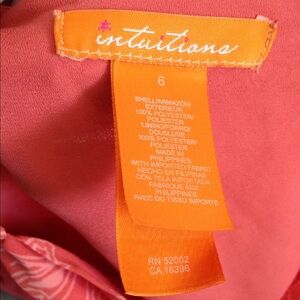 intuitions
6
SHELL/ARMAZON/
EXTERIEUR
100% POLYESTER/
POLIESTER
LINING/FORRO/
DOUBLURE
100% POLYESTER/
POLIESTER
MADE IN
PHILIPPINES
WITH IMPORTED FABRIC
HECHO EN FILIPINAS
CON TELA IMPORTADA
FABRIQUE AUX
PHILIPPINES
AVEC DU TISSU IMPORTE
RN 52002
CA 16396